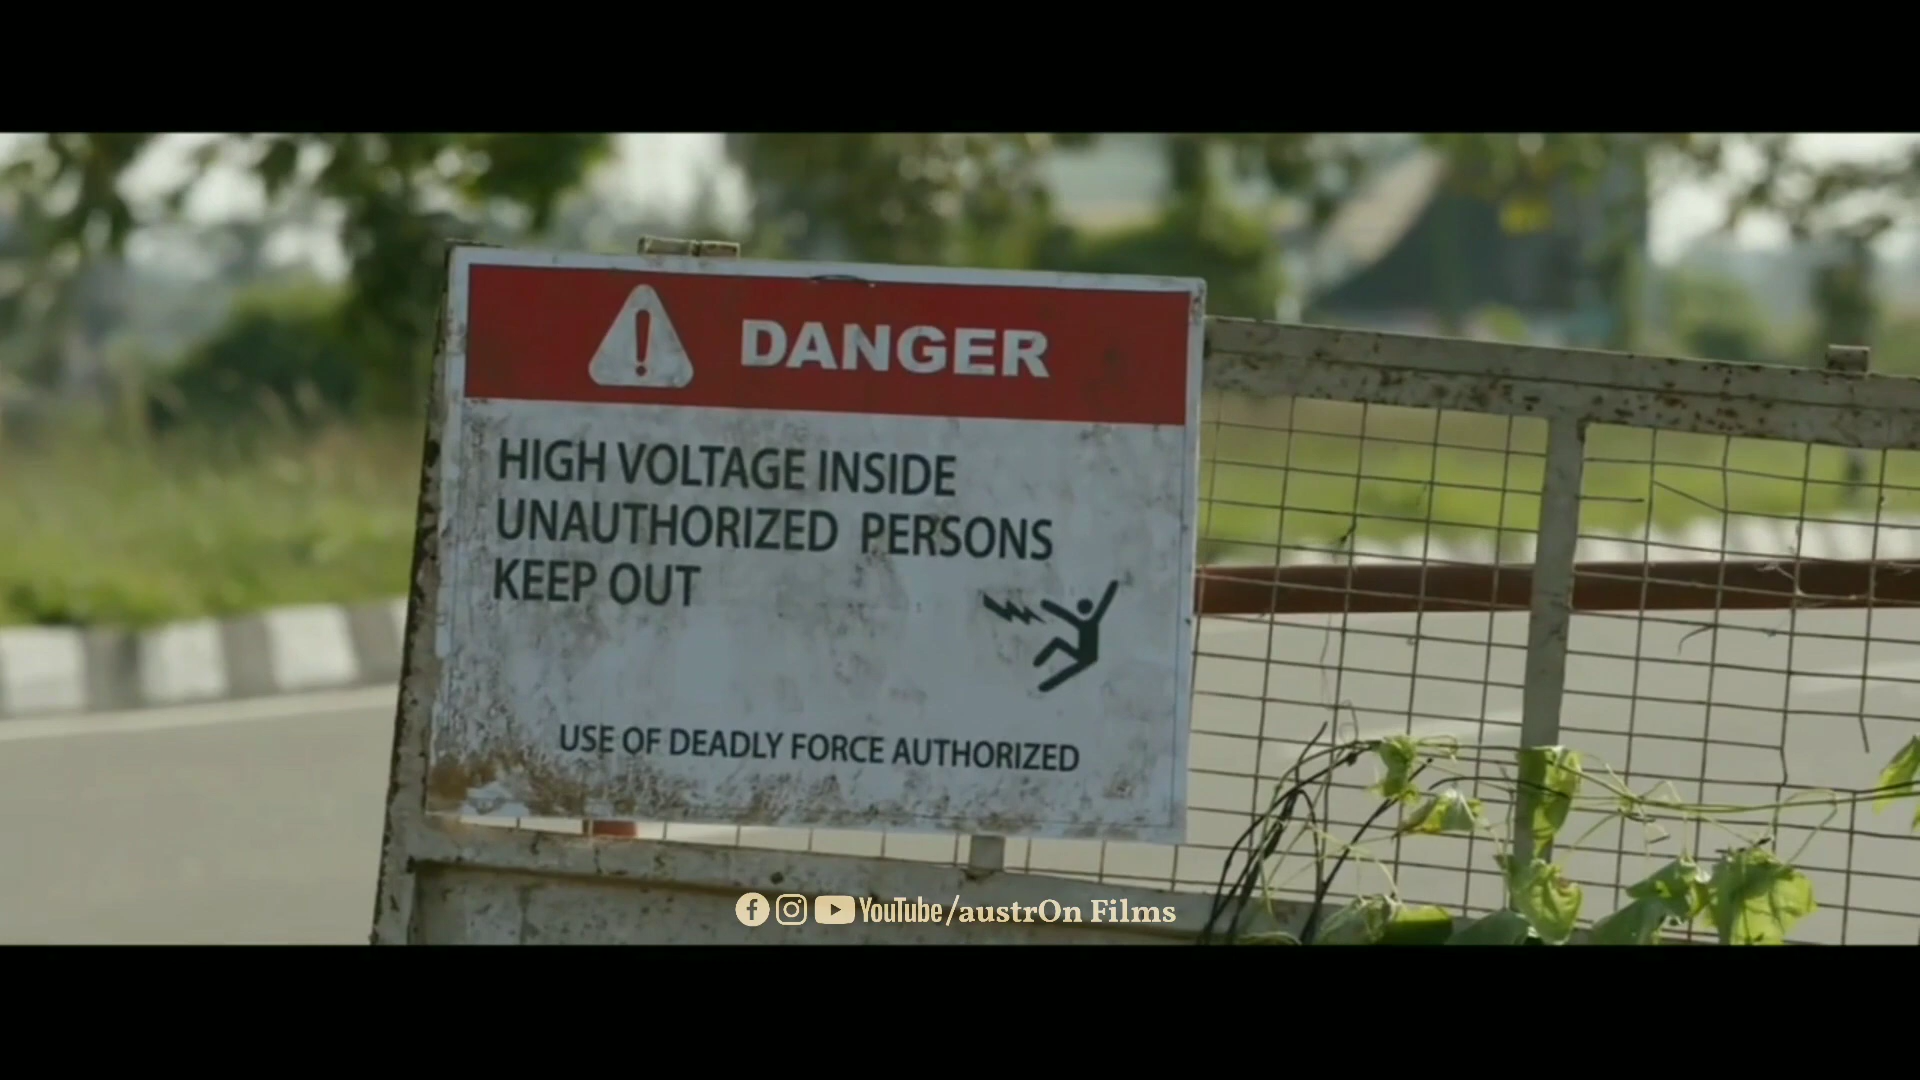 DANGER
HIGH VOLTAGE INSIDE
UNAUTHORIZED PERSONS
KEEP OUT
USE OF DEADLY FORCE AUTHORIZED
YouTube/austrOn Films